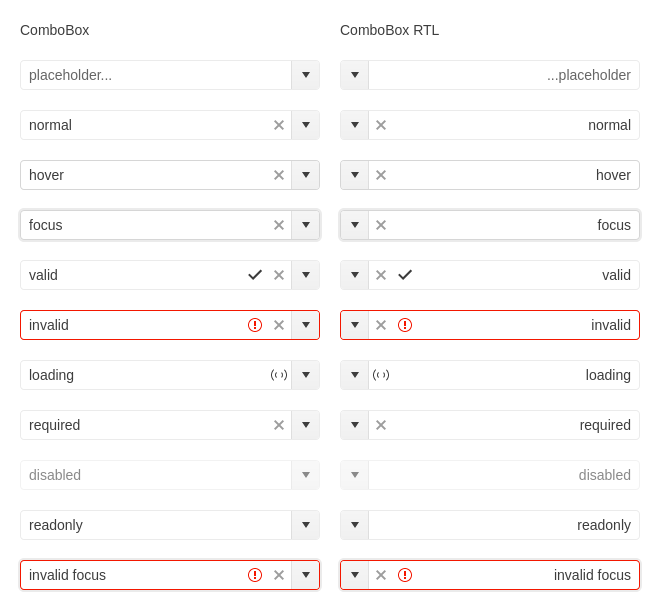 ComboBox
ComboBox RTL
placeholder...
...placeholder
normal
normal
hover
hover
focus
focus
valid
valid
invalid
invalid
loading
loading
required
required
disabled
disabled
readonly
readonly
invalid focus
invalid focus